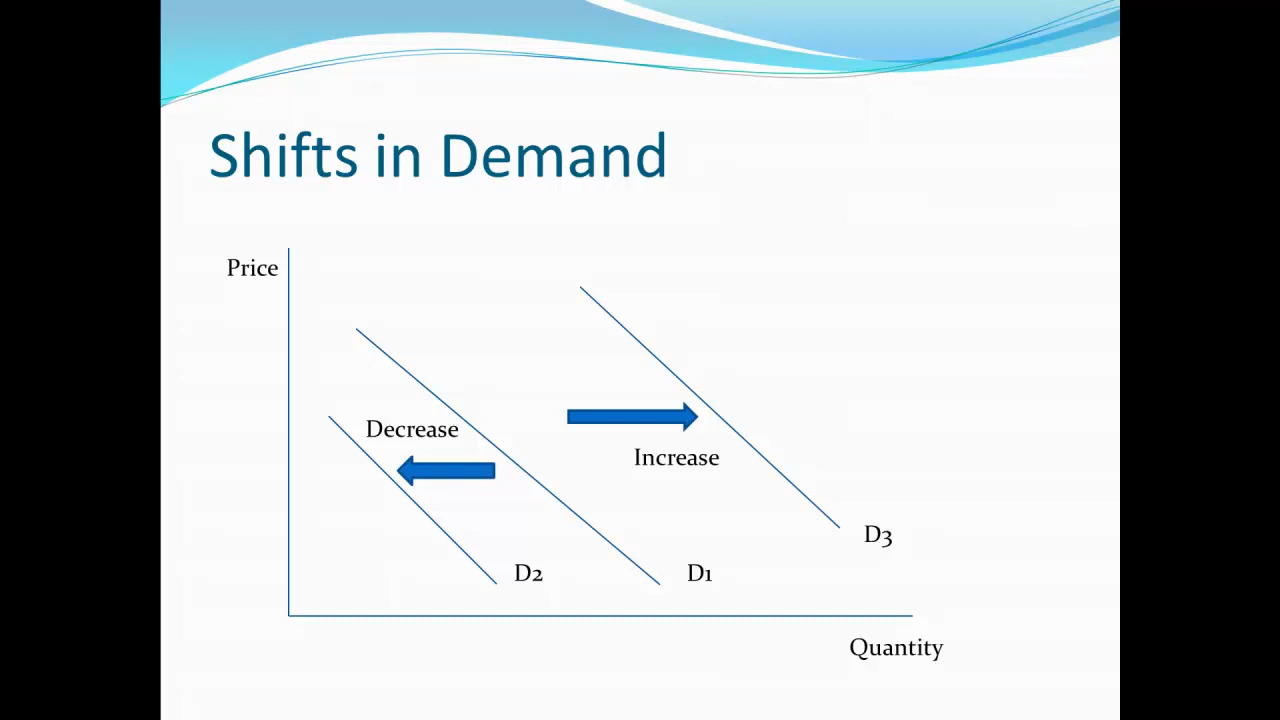 Shifts in Demand
Price
Decrease
Increase
D3
D2
D1
Quantity